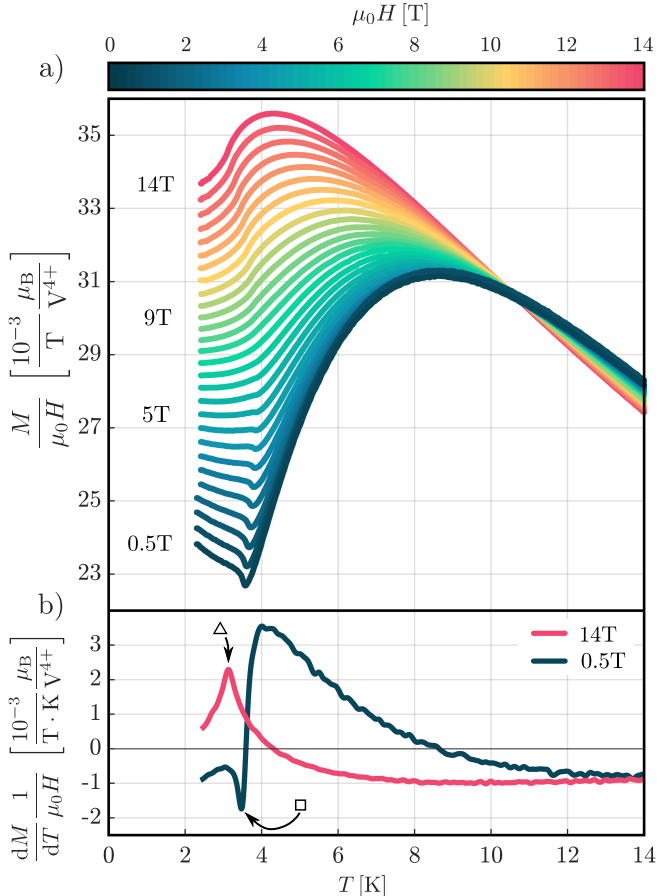 μ₀H [T]
0 2 4 6 8 10 12 14
a)
35
33
31
29
27
25
23
14T
9T
5T
0.5T
M/μ₀H [10⁻³/T μ_B/V⁴⁺]
b)
3
2
1
0
-1
-2
△
□
14T
0.5T
dM/dT 1/μ₀H [10⁻³/T·K μ_B/V⁴⁺]
0 2 4 6 8 10 12 14
T [K]